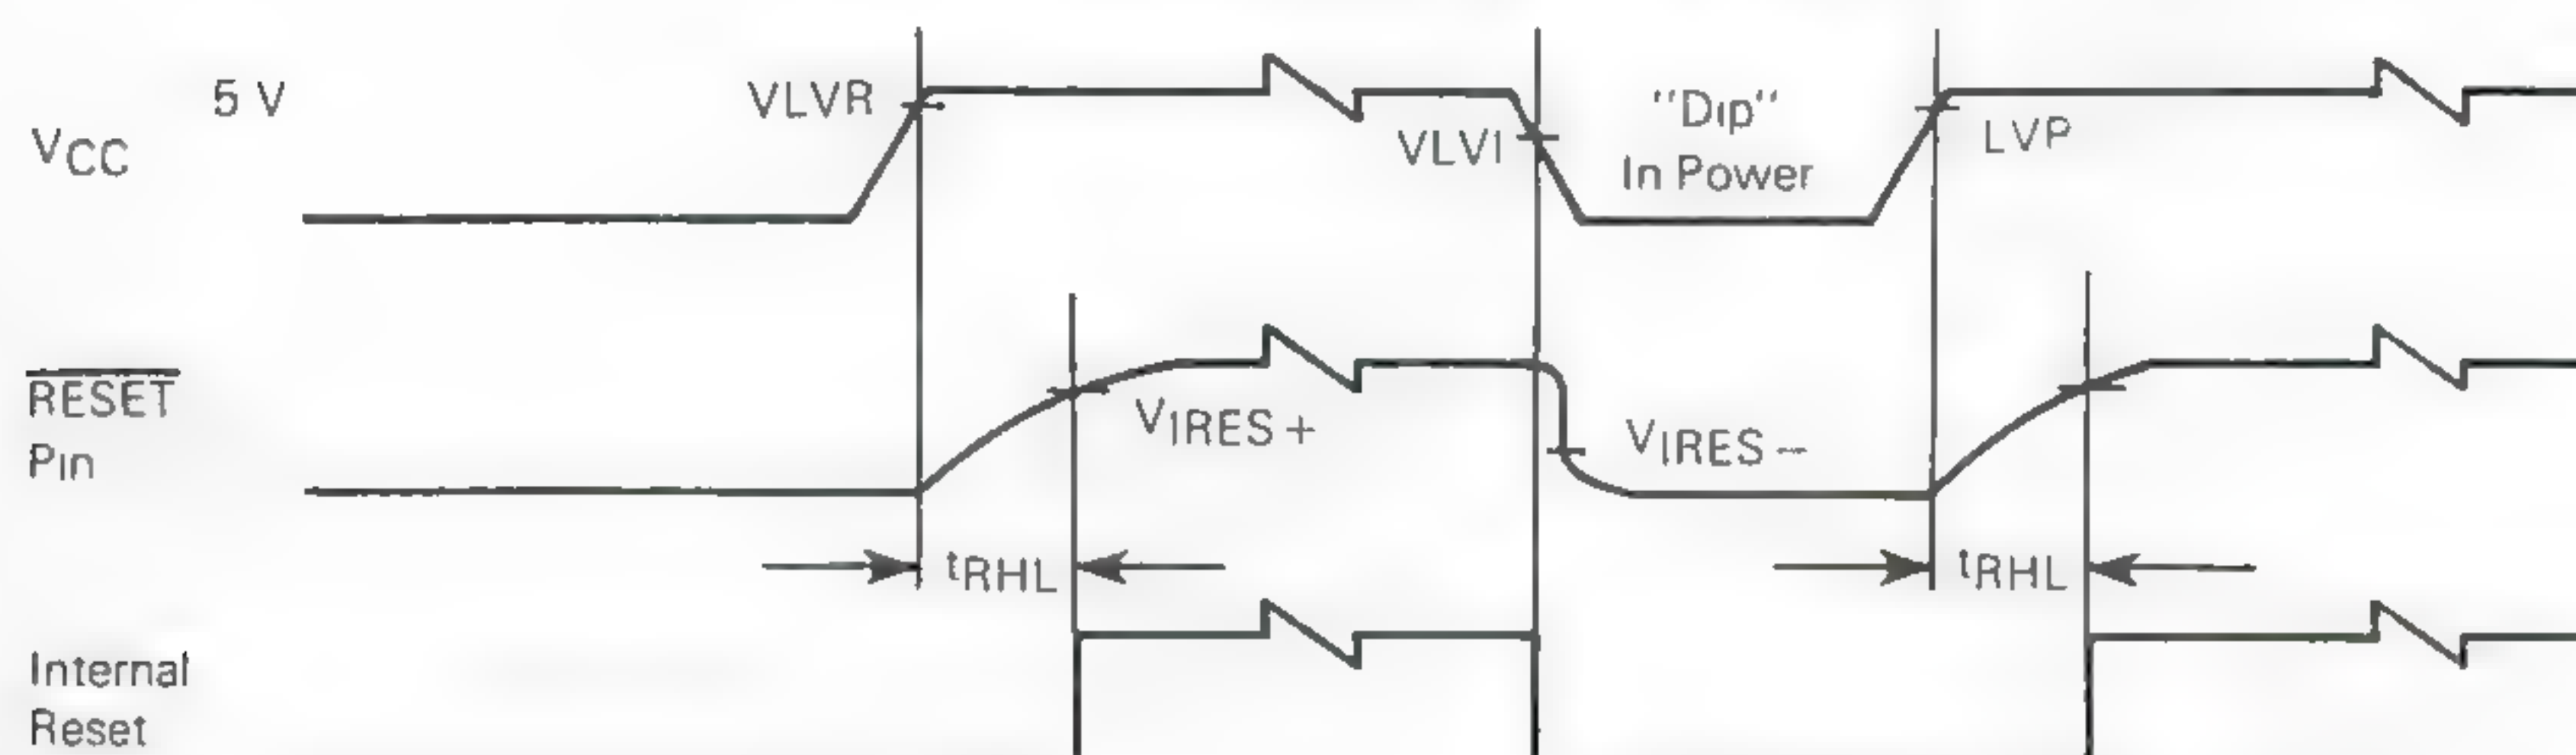 5 V
VCC
VLVR
VLVI
"Dip"
In Power
LVP
RESET
Pin
VIRES+
VIRES−
tRHL
tRHL
Internal
Reset